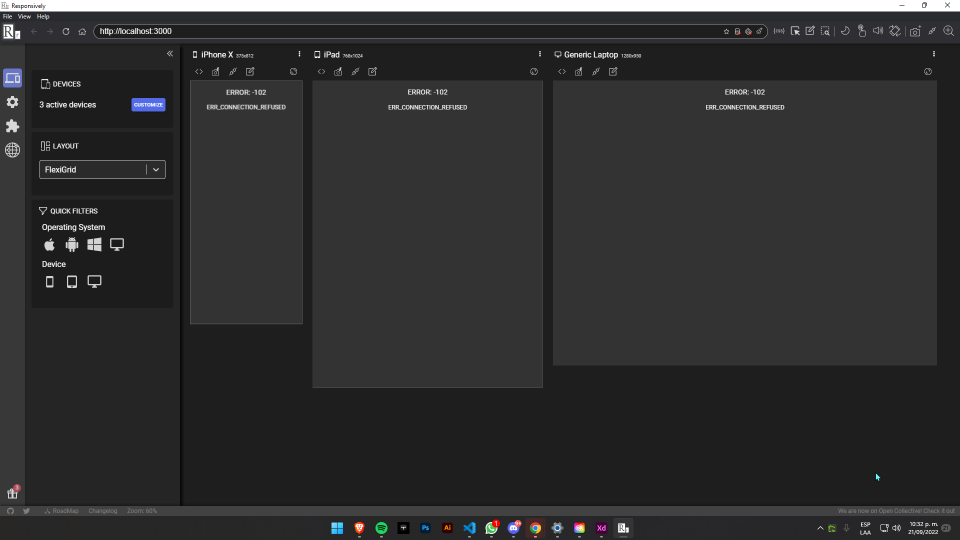 Responsively
File View Help
http://localhost:3000
DEVICES
3 active devices
CUSTOMIZE
LAYOUT
FlexiGrid
QUICK FILTERS
Operating System
Device
iPhone X 375x812
ERROR: -102
ERR_CONNECTION_REFUSED
iPad 768x1024
ERROR: -102
ERR_CONNECTION_REFUSED
Generic Laptop 1280x950
ERROR: -102
ERR_CONNECTION_REFUSED
RoadMap Changelog Zoom: 60%
We are now on Open Collective! Check it out
ESP
LAA
10:32 p. m.
21/09/2022